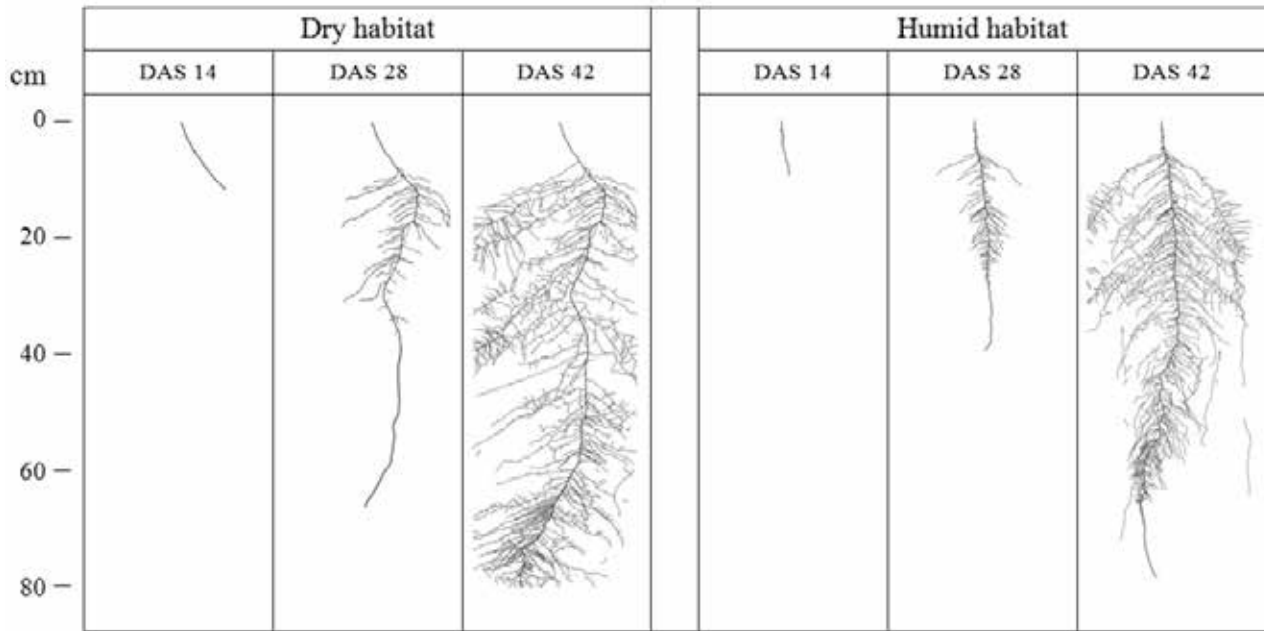 Dry habitat
Humid habitat
cm
DAS 14
DAS 28
DAS 42
DAS 14
DAS 28
DAS 42
0
20
40
60
80